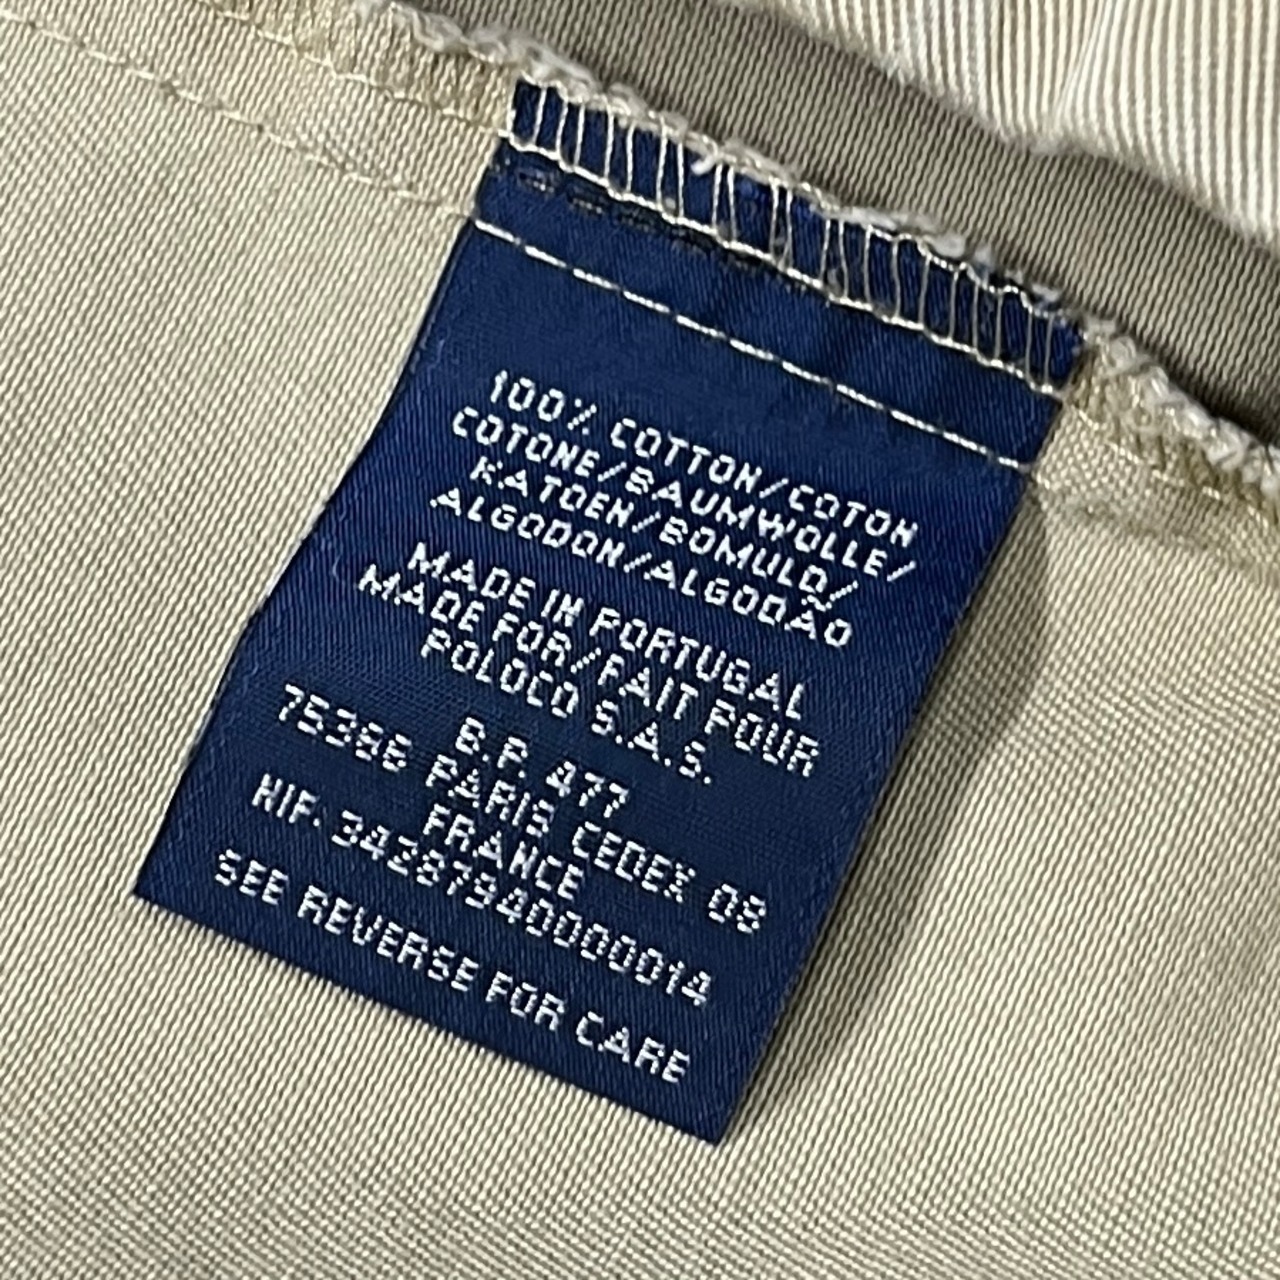 100% COTTON/COTON
COTONE/BAUMWOLLE/
KATOEN/BOMULD/
ALGODON/ALGODÃO
MADE IN PORTUGAL
MADE FOR/FAIT POUR
POLOCO S.A.S.
B.P. 477
75366 PARIS CEDEX 08
FRANCE
NIF: 34287940000014
SEE REVERSE FOR CARE